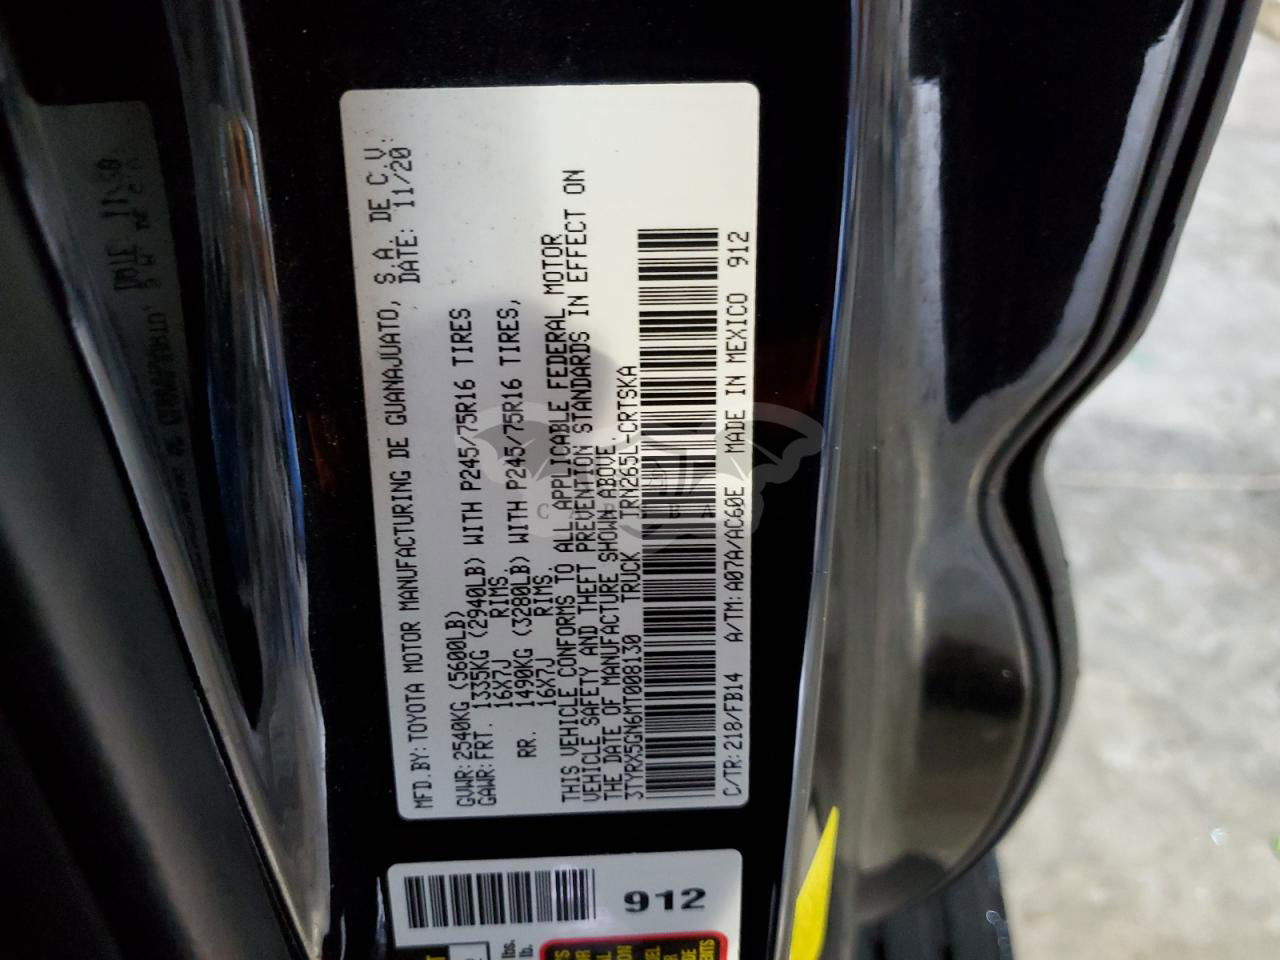 MFD.BY:TOYOTA MOTOR MANUFACTURING DE GUANAJUATO, S.A. DE C.V.
DATE: 11/20
GVWR:2540KG (5600LB)
GAWR:FRT. 1335KG (2940LB) WITH P245/75R16 TIRES
16X7J RIMS.
RR. 1490KG (3280LB) WITH P245/75R16 TIRES,
16X7J RIMS.
THIS VEHICLE CONFORMS TO ALL APPLICABLE FEDERAL MOTOR
VEHICLE SAFETY AND THEFT PREVENTION STANDARDS IN EFFECT ON
THE DATE OF MANUFACTURE SHOWN ABOVE.
3TYRX5GN6MT008130 TRUCK TRN265L-CRTSKA
C/TR:218/FB14 A/TM:A07A/AC60E MADE IN MEXICO 912
912
lbs.
lb.